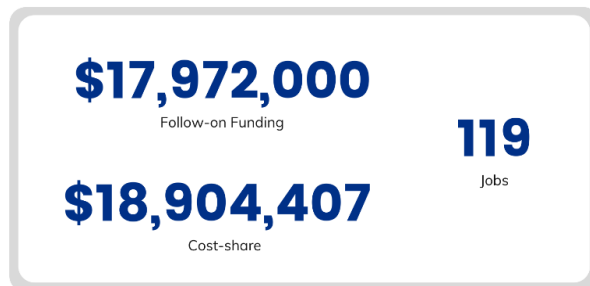 $17,972,000
Follow-on Funding
$18,904,407
Cost-share
119
Jobs